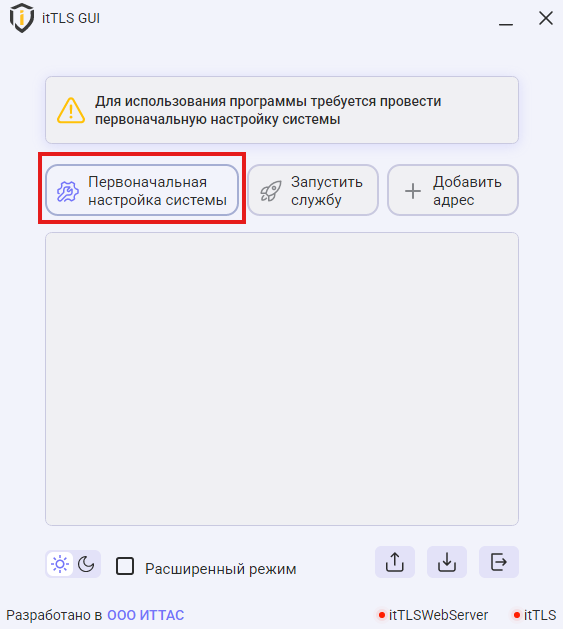 itTLS GUI
Для использования программы требуется провести
первоначальную настройку системы
Первоначальная
настройка системы
Запустить
службу
Добавить
адрес
Расширенный режим
Разработано в ООО ИТТАС
itTLSWebServer
itTLS